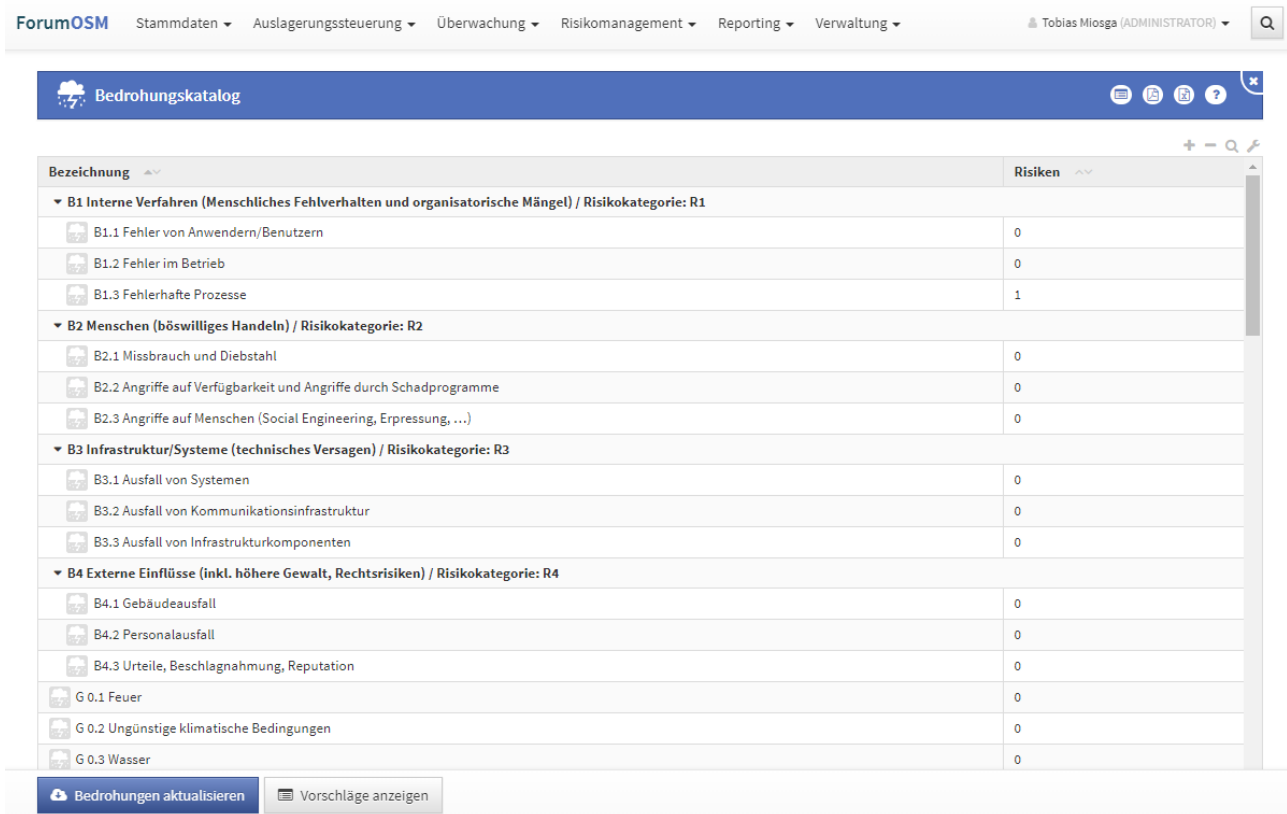 ForumOSM Stammdaten Auslagerungssteuerung Überwachung Risikomanagement Reporting Verwaltung Tobias Miosga (ADMINISTRATOR)
Bedrohungskatalog
Bezeichnung Risiken
B1 Interne Verfahren (Menschliches Fehlverhalten und organisatorische Mängel) / Risikokategorie: R1
B1.1 Fehler von Anwendern/Benutzern 0
B1.2 Fehler im Betrieb 0
B1.3 Fehlerhafte Prozesse 1
B2 Menschen (böswilliges Handeln) / Risikokategorie: R2
B2.1 Missbrauch und Diebstahl 0
B2.2 Angriffe auf Verfügbarkeit und Angriffe durch Schadprogramme 0
B2.3 Angriffe auf Menschen (Social Engineering, Erpressung, …) 0
B3 Infrastruktur/Systeme (technisches Versagen) / Risikokategorie: R3
B3.1 Ausfall von Systemen 0
B3.2 Ausfall von Kommunikationsinfrastruktur 0
B3.3 Ausfall von Infrastrukturkomponenten 0
B4 Externe Einflüsse (inkl. höhere Gewalt, Rechtsrisiken) / Risikokategorie: R4
B4.1 Gebäudeausfall 0
B4.2 Personalausfall 0
B4.3 Urteile, Beschlagnahmung, Reputation 0
G 0.1 Feuer 0
G 0.2 Ungünstige klimatische Bedingungen 0
G 0.3 Wasser 0
Bedrohungen aktualisieren Vorschläge anzeigen